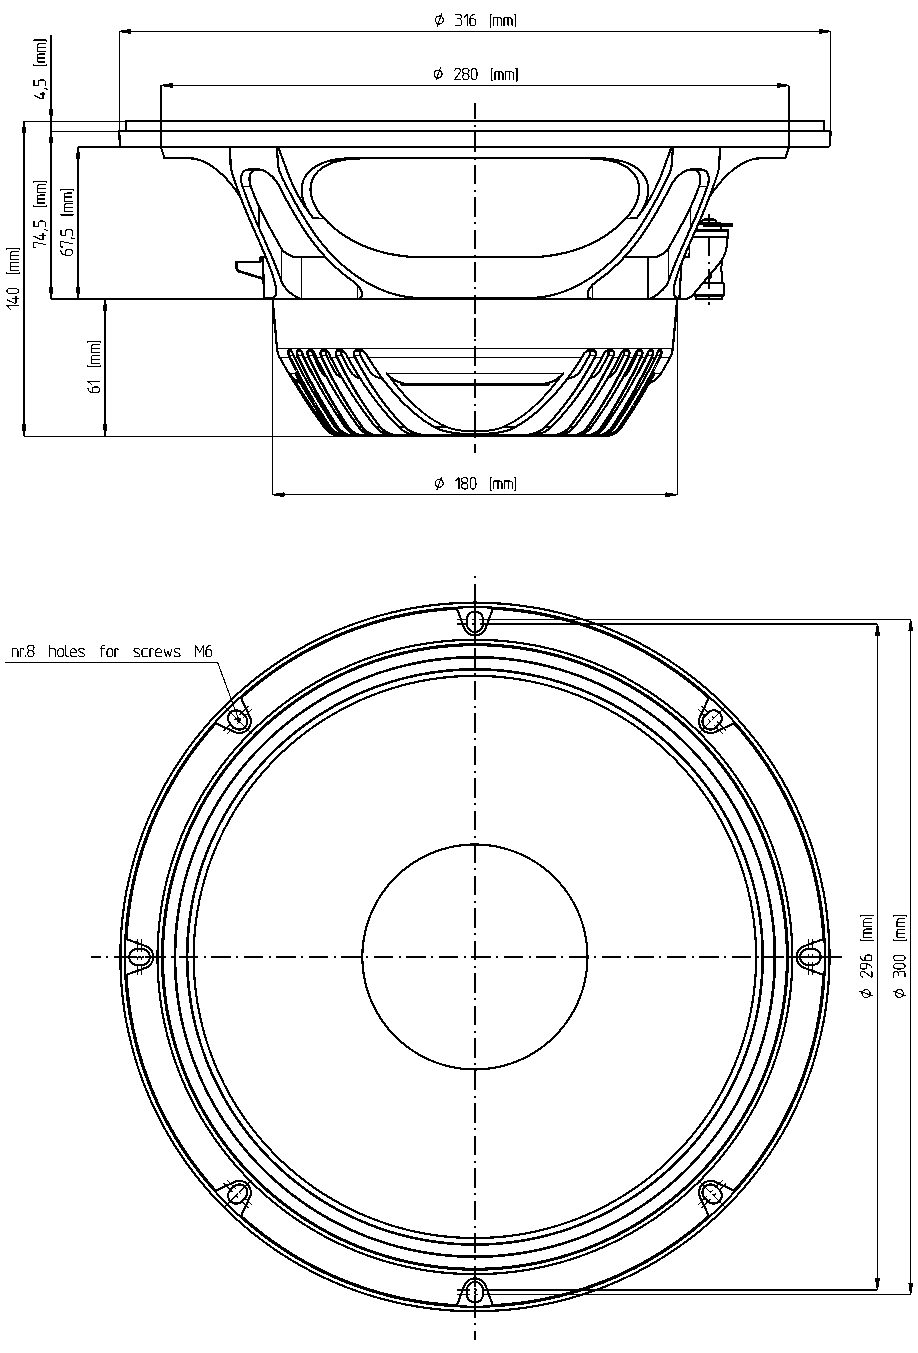 ϕ 316 [mm]
ϕ 280 [mm]
4,5 [mm]
140 [mm]
74,5 [mm]
67,5 [mm]
61 [mm]
ϕ 180 [mm]
nr.8 holes for screws M6
ϕ 296 [mm]
ϕ 300 [mm]